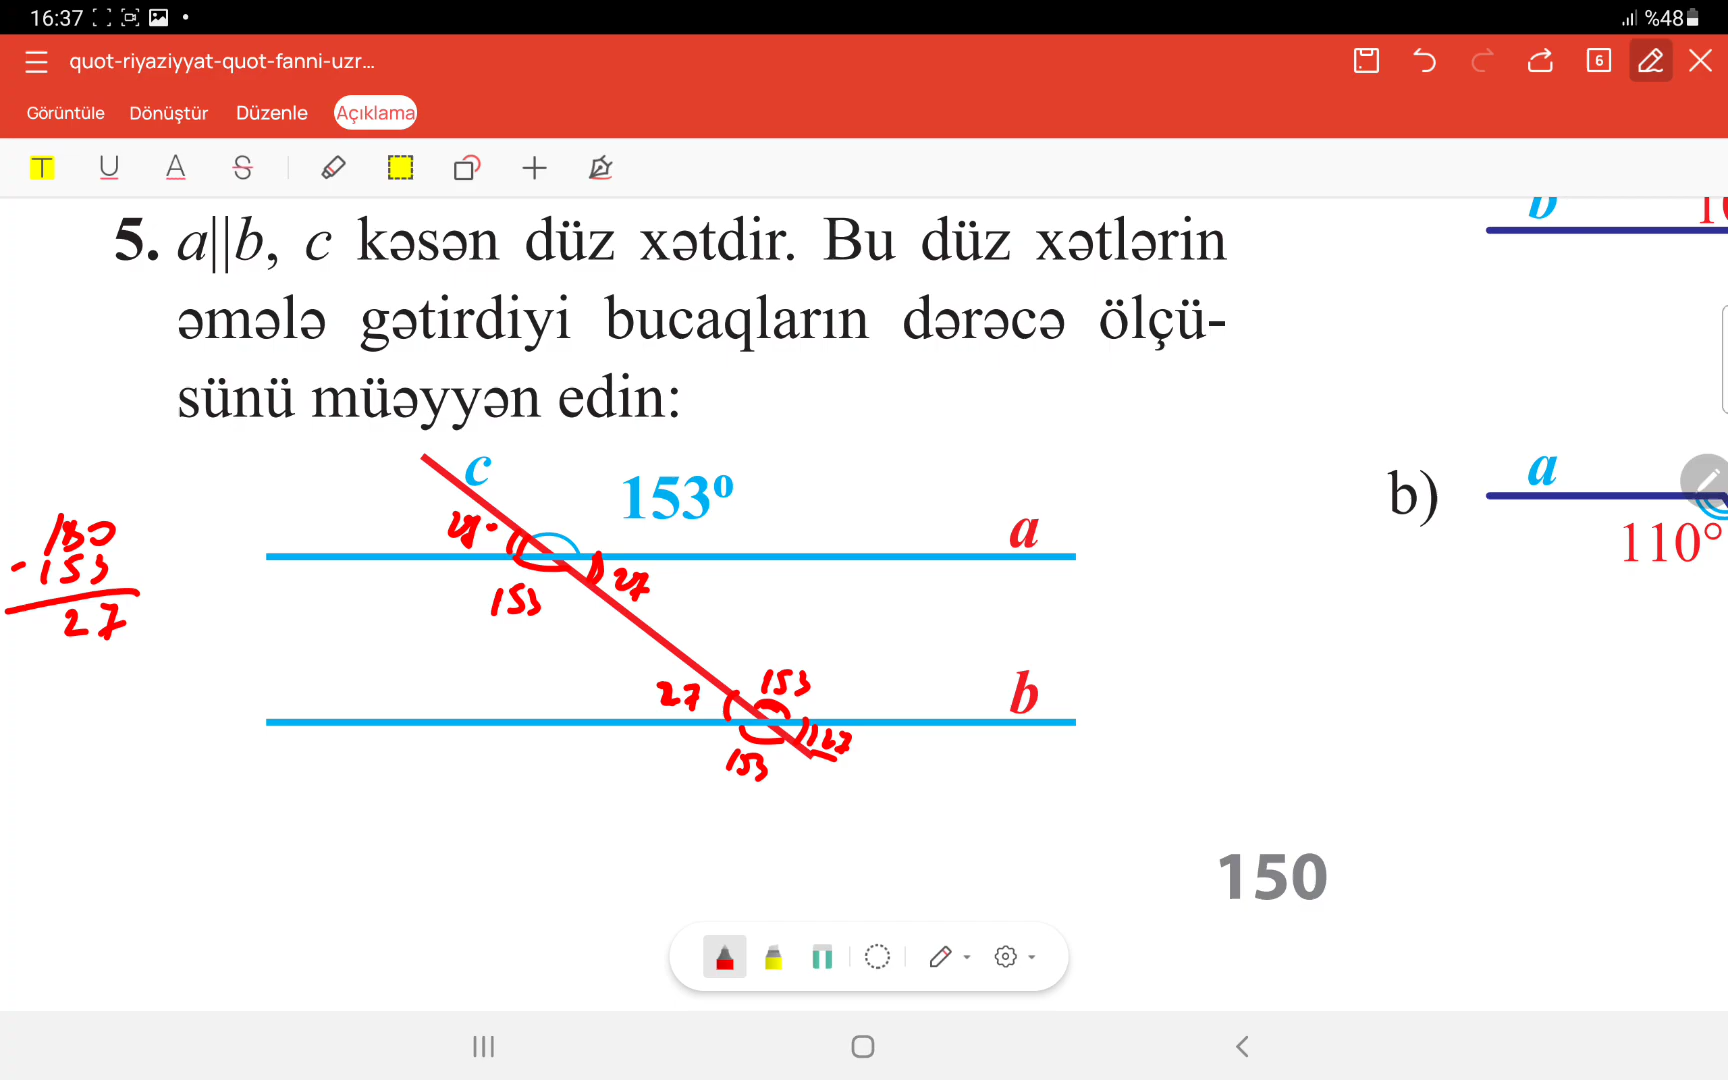 16:37
%48
quot-riyaziyyat-quot-fanni-uzr...
6
Görüntüle Dönüştür Düzenle Açıklama
T U A S
5. a||b, c kəsən düz xətdir. Bu düz xətlərin
əmələ gətirdiyi bucaqların dərəcə ölçü-
sünü müəyyən edin:
c
153⁰
a
180
- 153
27
153
27
27
153
b
153
b
b) a
110°
150